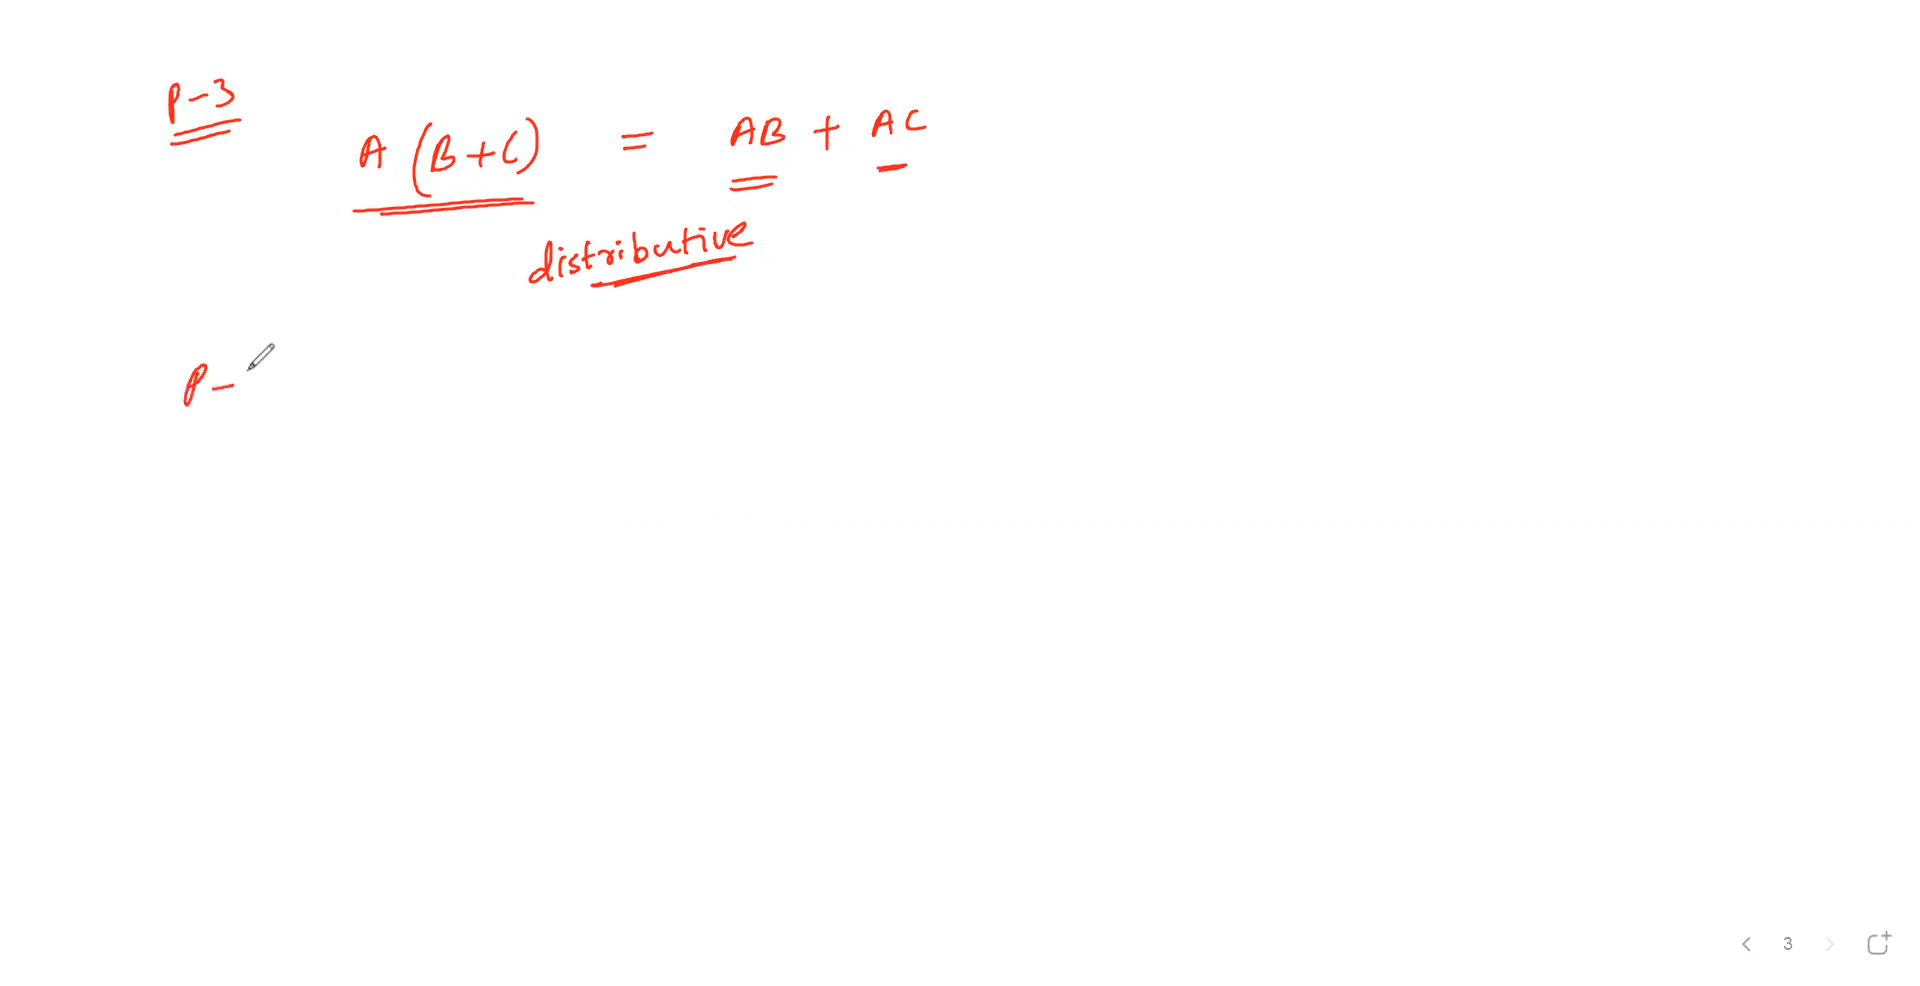 P-3
A (B+C) = AB + AC
distributive
P-
3